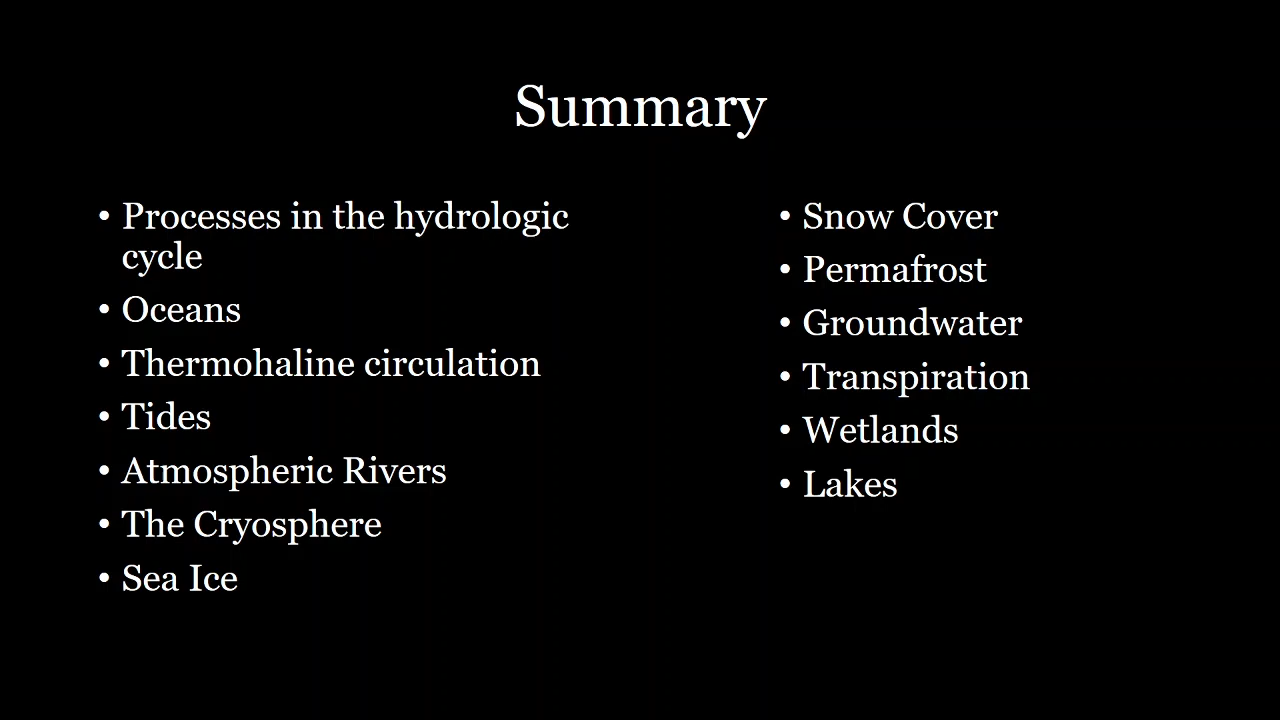 Summary
• Processes in the hydrologic
cycle
• Oceans
• Thermohaline circulation
• Tides
• Atmospheric Rivers
• The Cryosphere
• Sea Ice
• Snow Cover
• Permafrost
• Groundwater
• Transpiration
• Wetlands
• Lakes